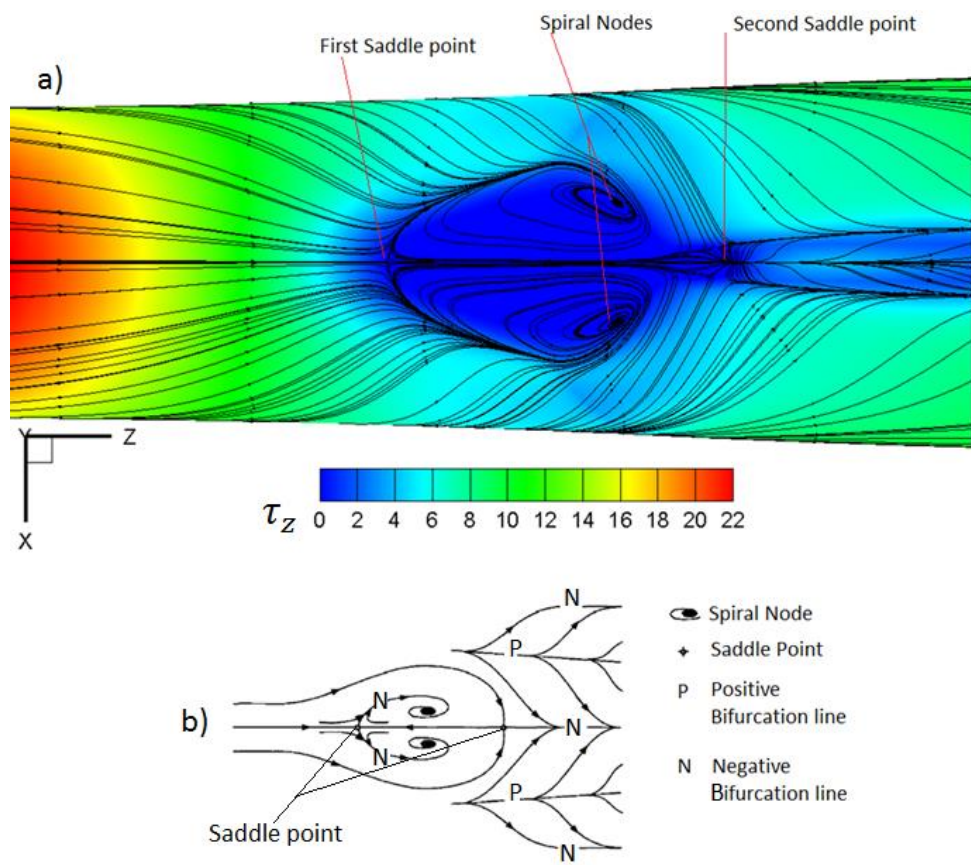 Spiral Nodes
Second Saddle point
First Saddle point
a)
Y
Z
X
τz
0 2 4 6 8 10 12 14 16 18 20 22
N
Spiral Node
P
Saddle Point
b)
N
N
P Positive
Bifurcation line
N
P
N Negative
Bifurcation line
Saddle point
N